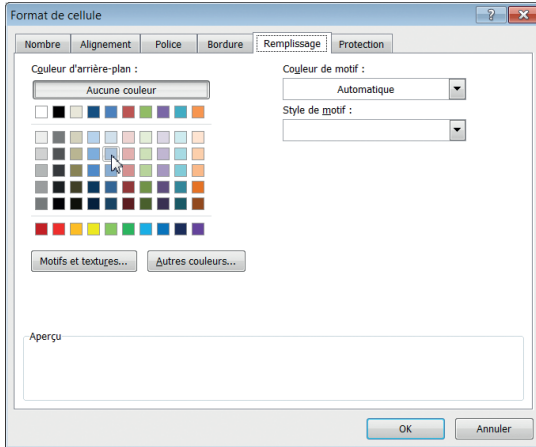 Format de cellule
Nombre Alignement Police Bordure Remplissage Protection
Couleur d'arrière-plan :
Aucune couleur
Couleur de motif :
Automatique
Style de motif :
Motifs et textures... Autres couleurs...
Aperçu
OK Annuler